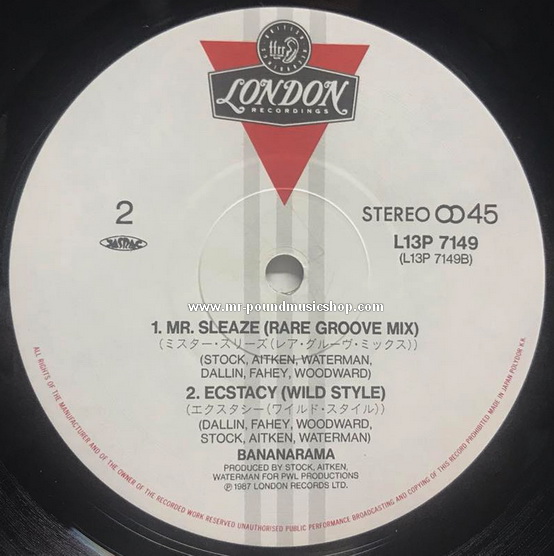 ffrr
LONDON
RECORDINGS
2
STEREO ∞ 45
JASRAC
L13P 7149
(L13P 7149B)
www.mr-poundmusicshop.com
1. MR. SLEAZE (RARE GROOVE MIX)
(ミスター・スリーズ(レア・グルーヴ・ミックス))
(STOCK, AITKEN, WATERMAN,
DALLIN, FAHEY, WOODWARD)
2. ECSTACY (WILD STYLE)
(エクスタシー(ワイルド・スタイル))
(DALLIN, FAHEY, WOODWARD,
STOCK, AITKEN, WATERMAN)
BANANARAMA
PRODUCED BY STOCK, AITKEN,
WATERMAN FOR PWL PRODUCTIONS
℗ 1987 LONDON RECORDS LTD.
ALL RIGHTS OF THE MANUFACTURER AND OF THE OWNER OF THE RECORDED WORK RESERVED UNAUTHORISED PUBLIC PERFORMANCE BROADCASTING AND COPYING OF THIS RECORD PROHIBITED MADE IN JAPAN POLYDOR K.K.